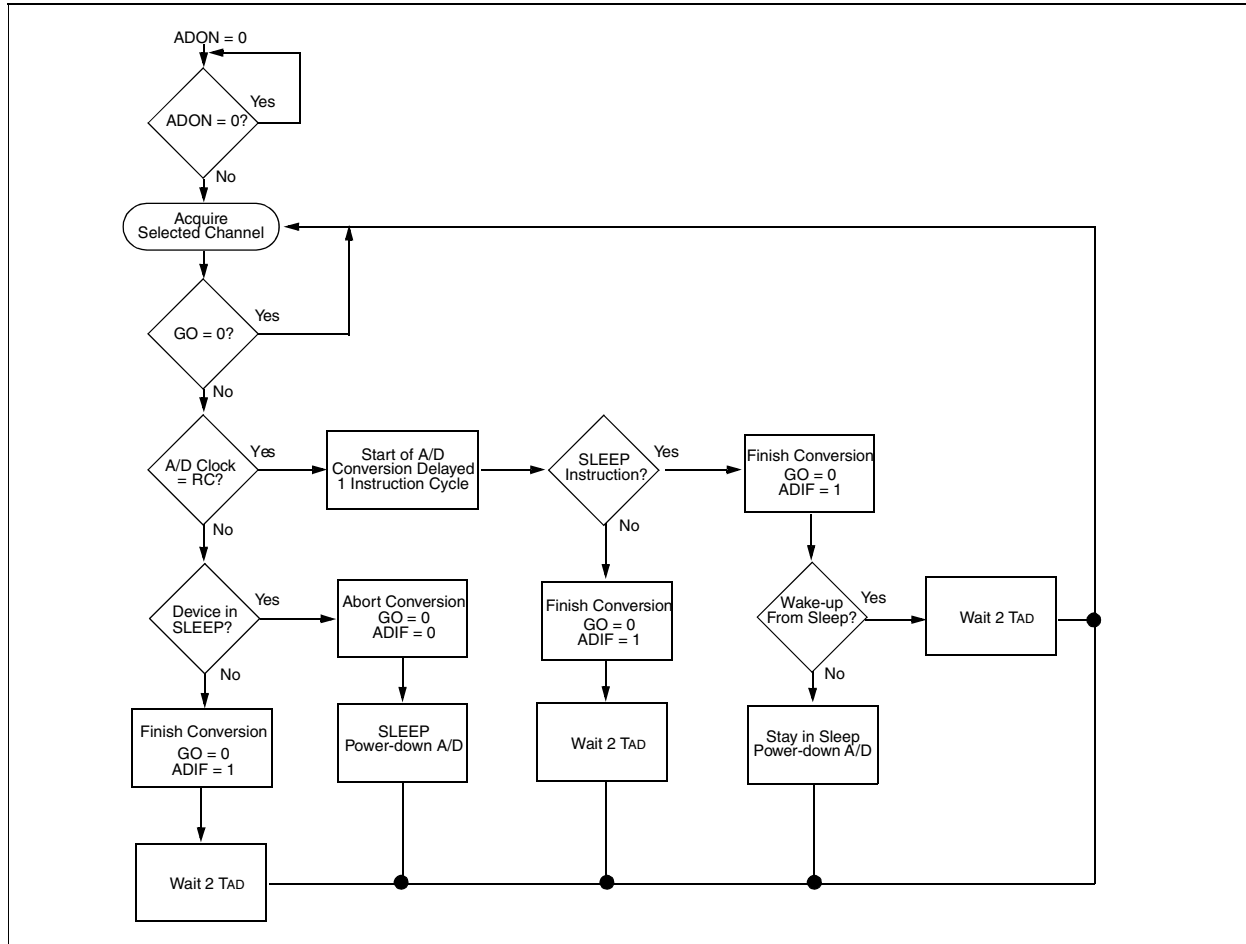 ADON = 0
Yes
ADON = 0?
No
Acquire
Selected Channel
Yes
GO = 0?
No
Yes
A/D Clock
= RC?
No
Start of A/D
Conversion Delayed
1 Instruction Cycle
Yes
SLEEP
Instruction?
No
Finish Conversion
GO = 0
ADIF = 1
Yes
Device in
SLEEP?
No
Abort Conversion
GO = 0
ADIF = 0
Finish Conversion
GO = 0
ADIF = 1
Yes
Wake-up
From Sleep?
No
Wait 2 TAD
Finish Conversion
GO = 0
ADIF = 1
SLEEP
Power-down A/D
Wait 2 TAD
Stay in Sleep
Power-down A/D
Wait 2 TAD